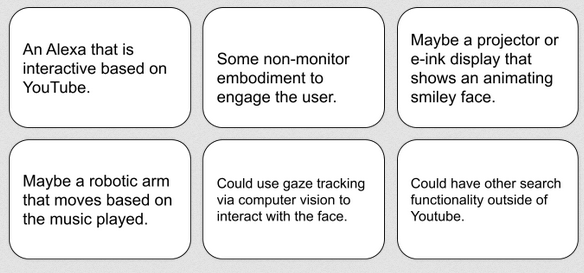 An Alexa that is
interactive based on
YouTube.
Some non-monitor
embodiment to
engage the user.
Maybe a projector or
e-ink display that
shows an animating
smiley face.
Maybe a robotic arm
that moves based on
the music played.
Could use gaze tracking
via computer vision to
interact with the face.
Could have other search
functionality outside of
Youtube.